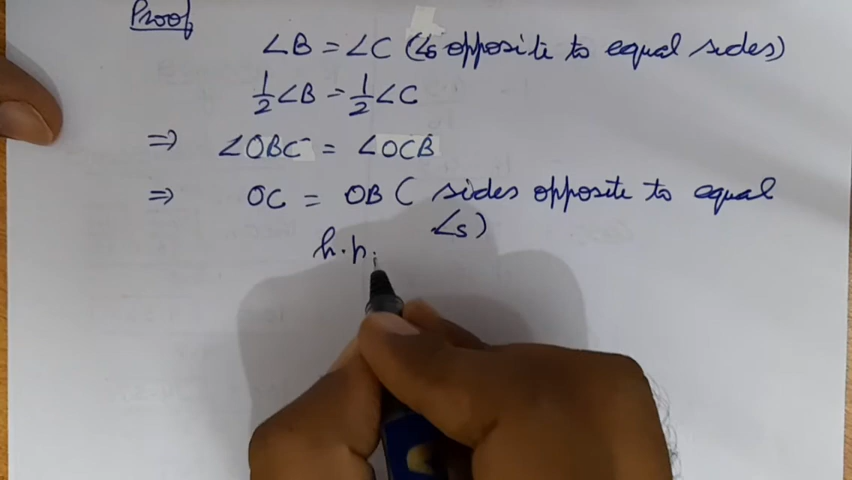 Proof
∠B = ∠C (∠s opposite to equal sides)
1/2 ∠B = 1/2 ∠C
⇒ ∠OBC = ∠OCB
⇒ OC = OB ( sides opposite to equal
∠s)
h.p.